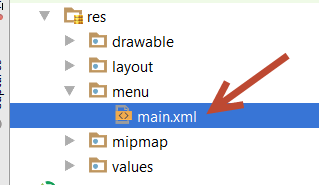 res
drawable
layout
menu
main.xml
mipmap
values